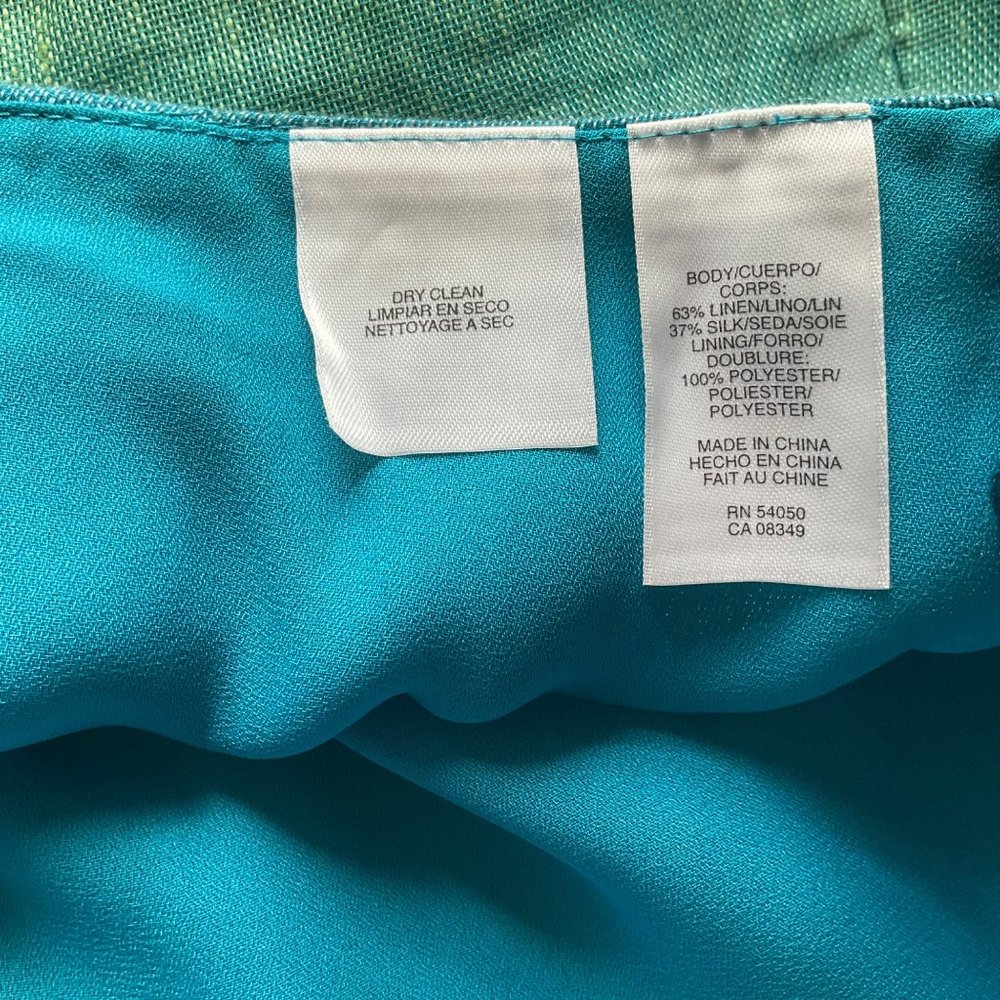 DRY CLEAN
LIMPIAR EN SECO
NETTOYAGE A SEC
BODY/CUERPO/
CORPS:
63% LINEN/LINO/LIN
37% SILK/SEDA/SOIE
LINING/FORRO/
DOUBLURE:
100% POLYESTER/
POLIESTER/
POLYESTER
MADE IN CHINA
HECHO EN CHINA
FAIT AU CHINE
RN 54050
CA 08349